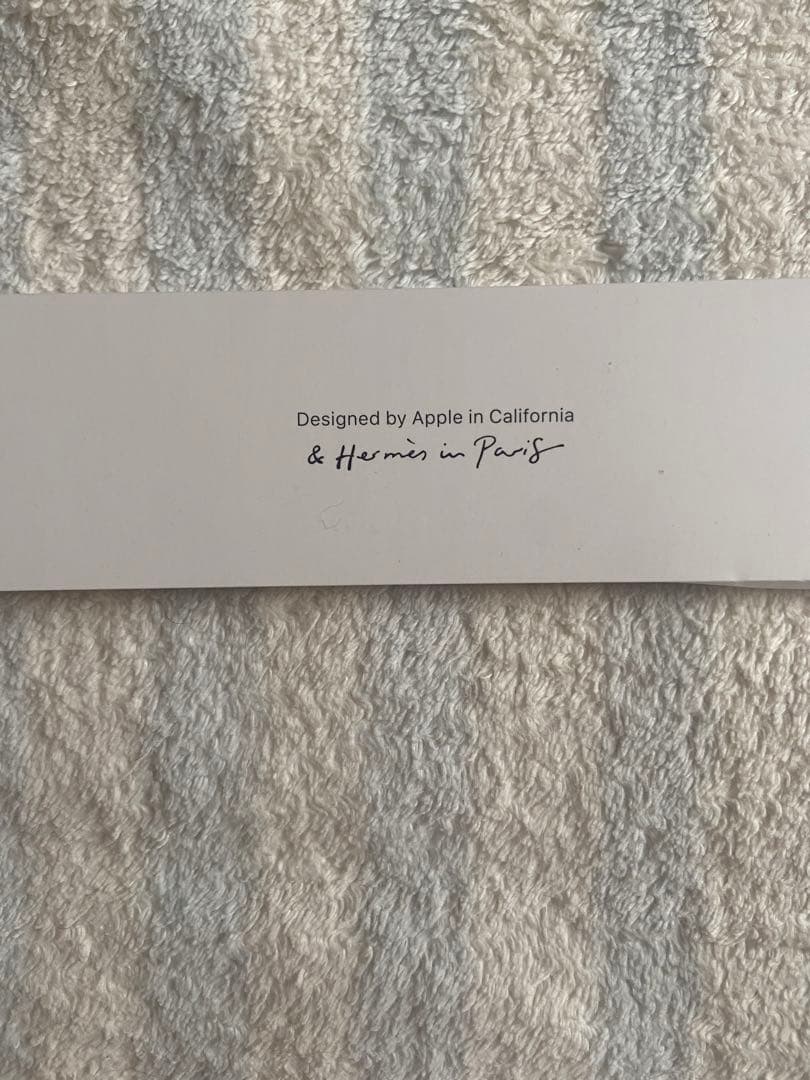 Designed by Apple in California
& Hermès in Paris